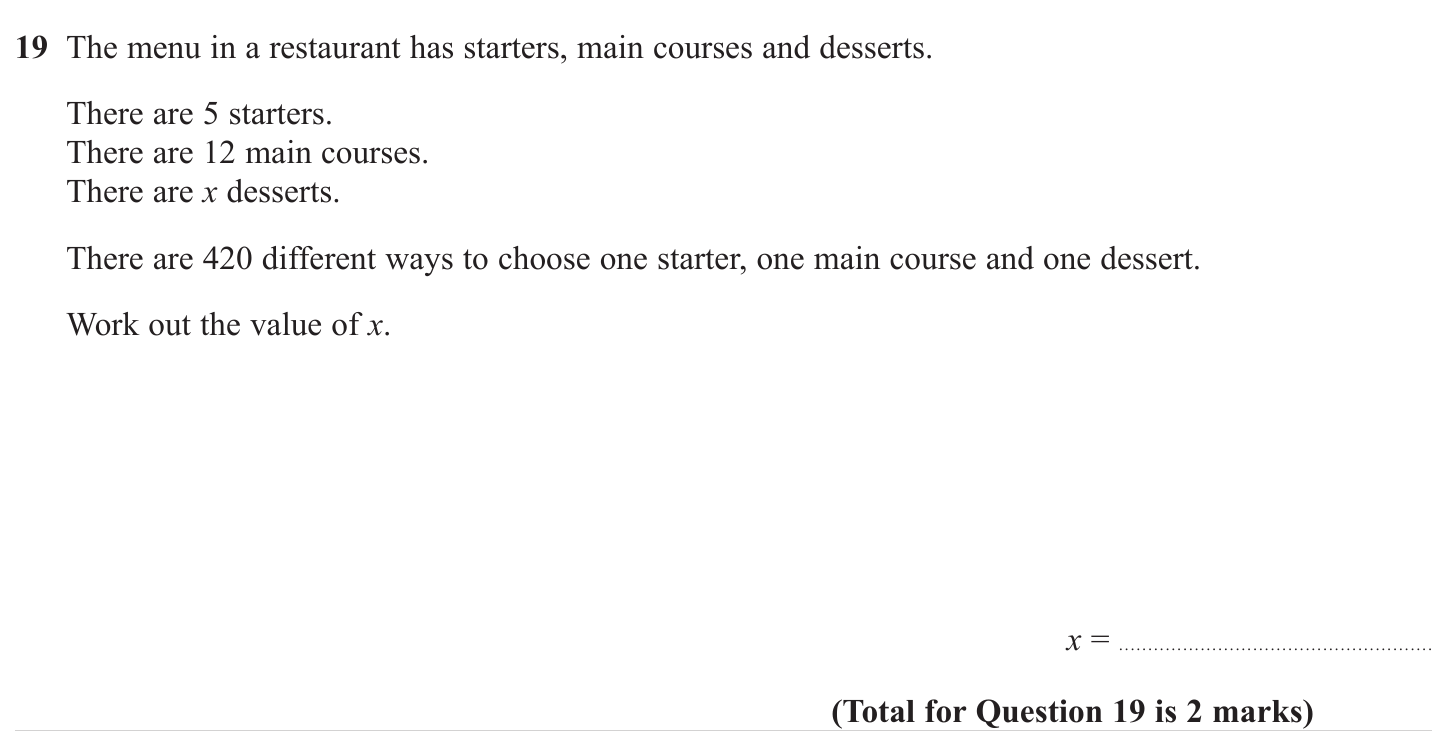 19 The menu in a restaurant has starters, main courses and desserts.
There are 5 starters.
There are 12 main courses.
There are x desserts.
There are 420 different ways to choose one starter, one main course and one dessert.
Work out the value of x.
x = ......................................................
(Total for Question 19 is 2 marks)